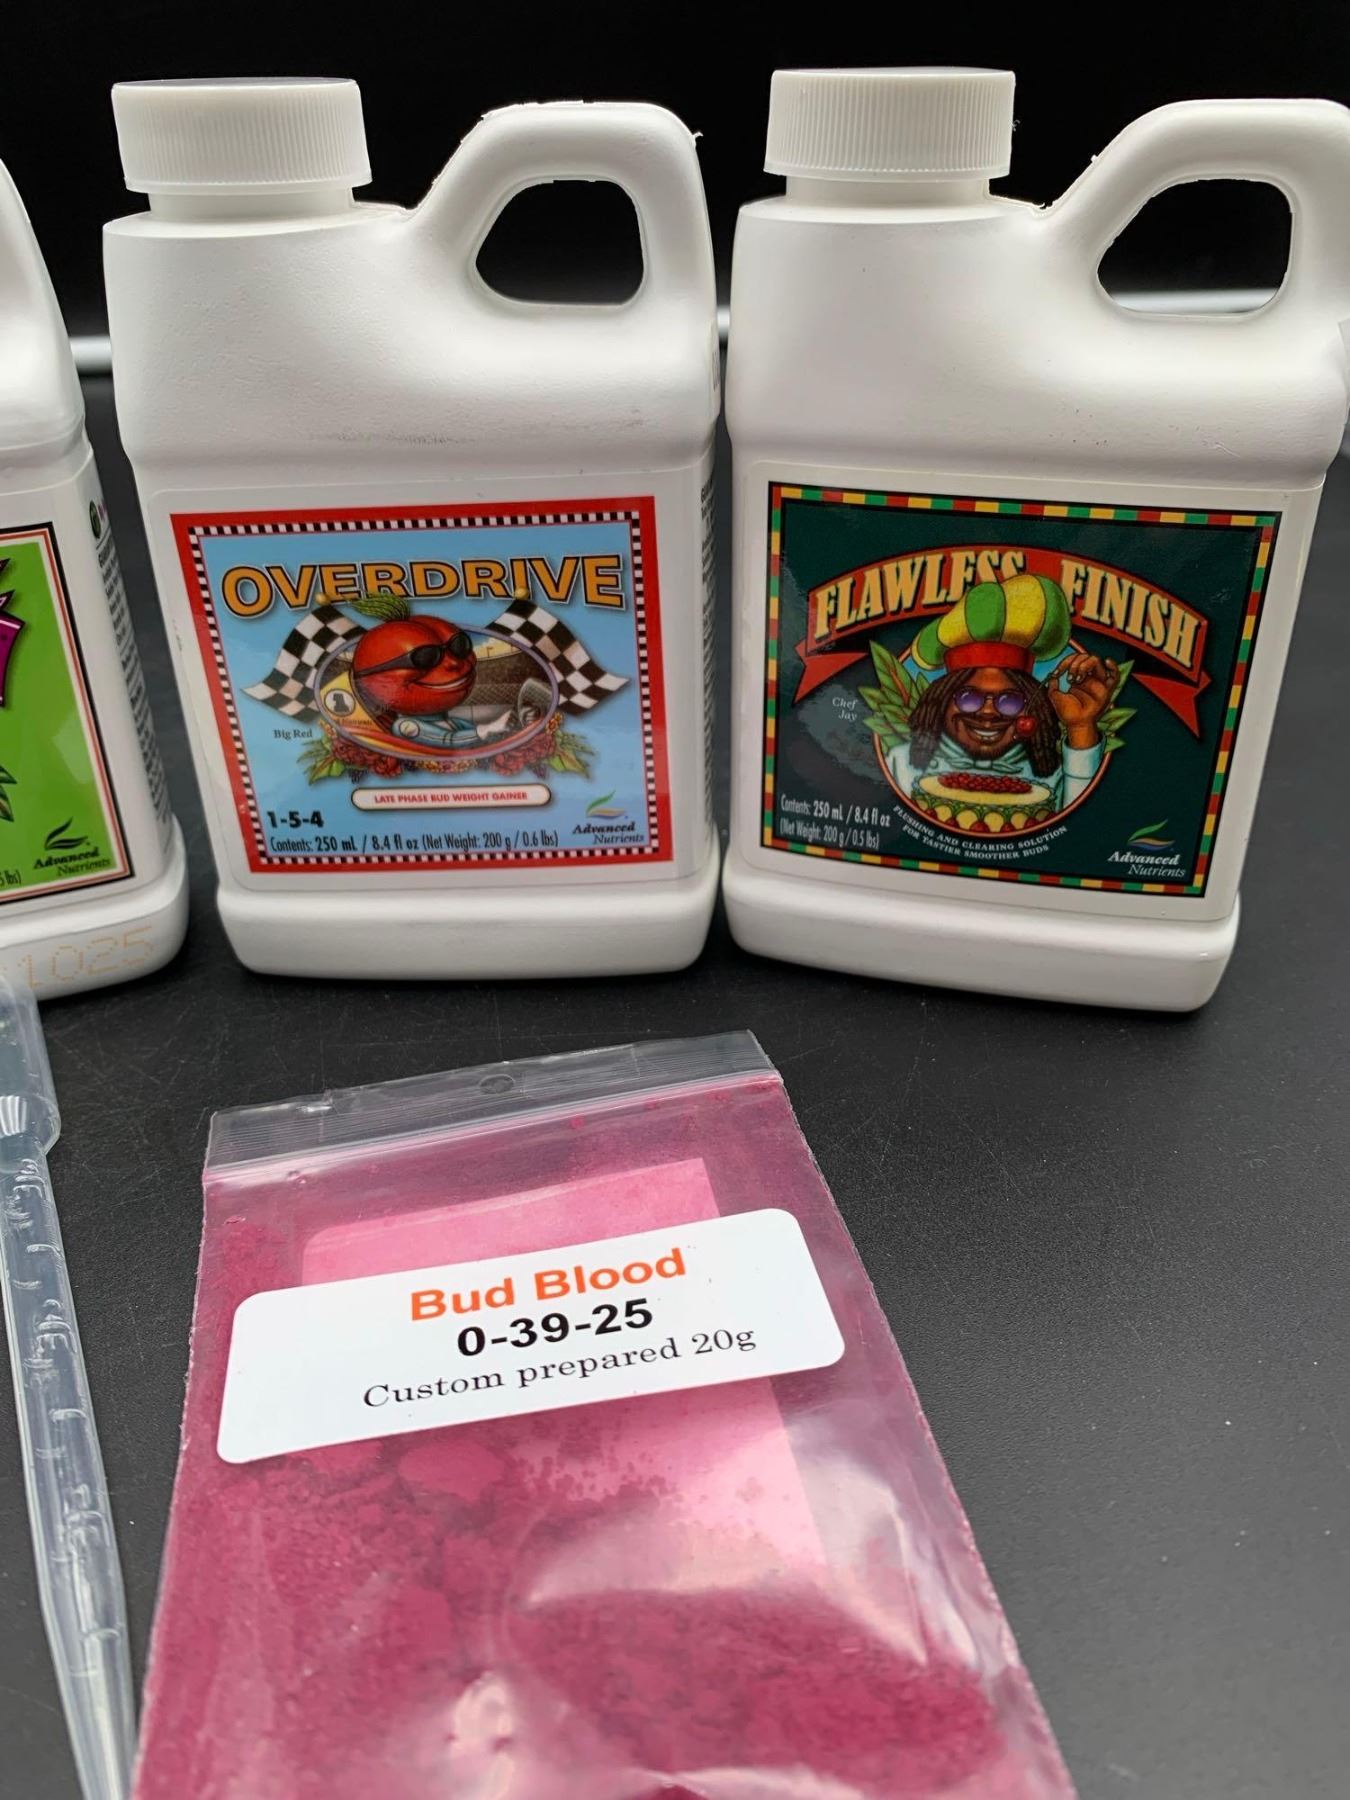 Advanced
Nutrients
1025
OVERDRIVE
Big Red
LATE PHASE BUD WEIGHT GAINER
1-5-4
Contents: 250 mL / 8.4 fl oz (Net Weight: 200 g / 0.6 lbs)
Advanced
Nutrients
FLAWLESS FINISH
Chef
Jay
Contents: 250 mL / 8.4 fl oz
(Net Weight: 200 g / 0.5 lbs)
FLUSHING AND CLEARING SOLUTION
FOR TASTIER SMOOTHER BUDS
Advanced
Nutrients
Bud Blood
0-39-25
Custom prepared 20g